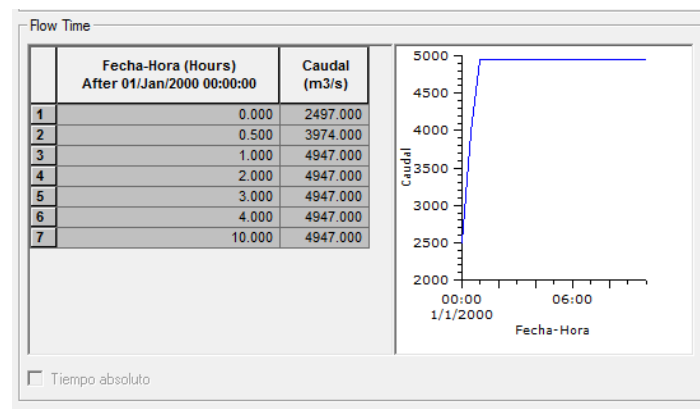 Flow Time
Fecha-Hora (Hours) Caudal
After 01/Jan/2000 00:00:00 (m3/s)
1 0.000 2497.000
2 0.500 3974.000
3 1.000 4947.000
4 2.000 4947.000
5 3.000 4947.000
6 4.000 4947.000
7 10.000 4947.000
5000
4500
4000
3500
3000
2500
2000
Caudal
00:00 06:00
1/1/2000
Fecha-Hora
Tiempo absoluto